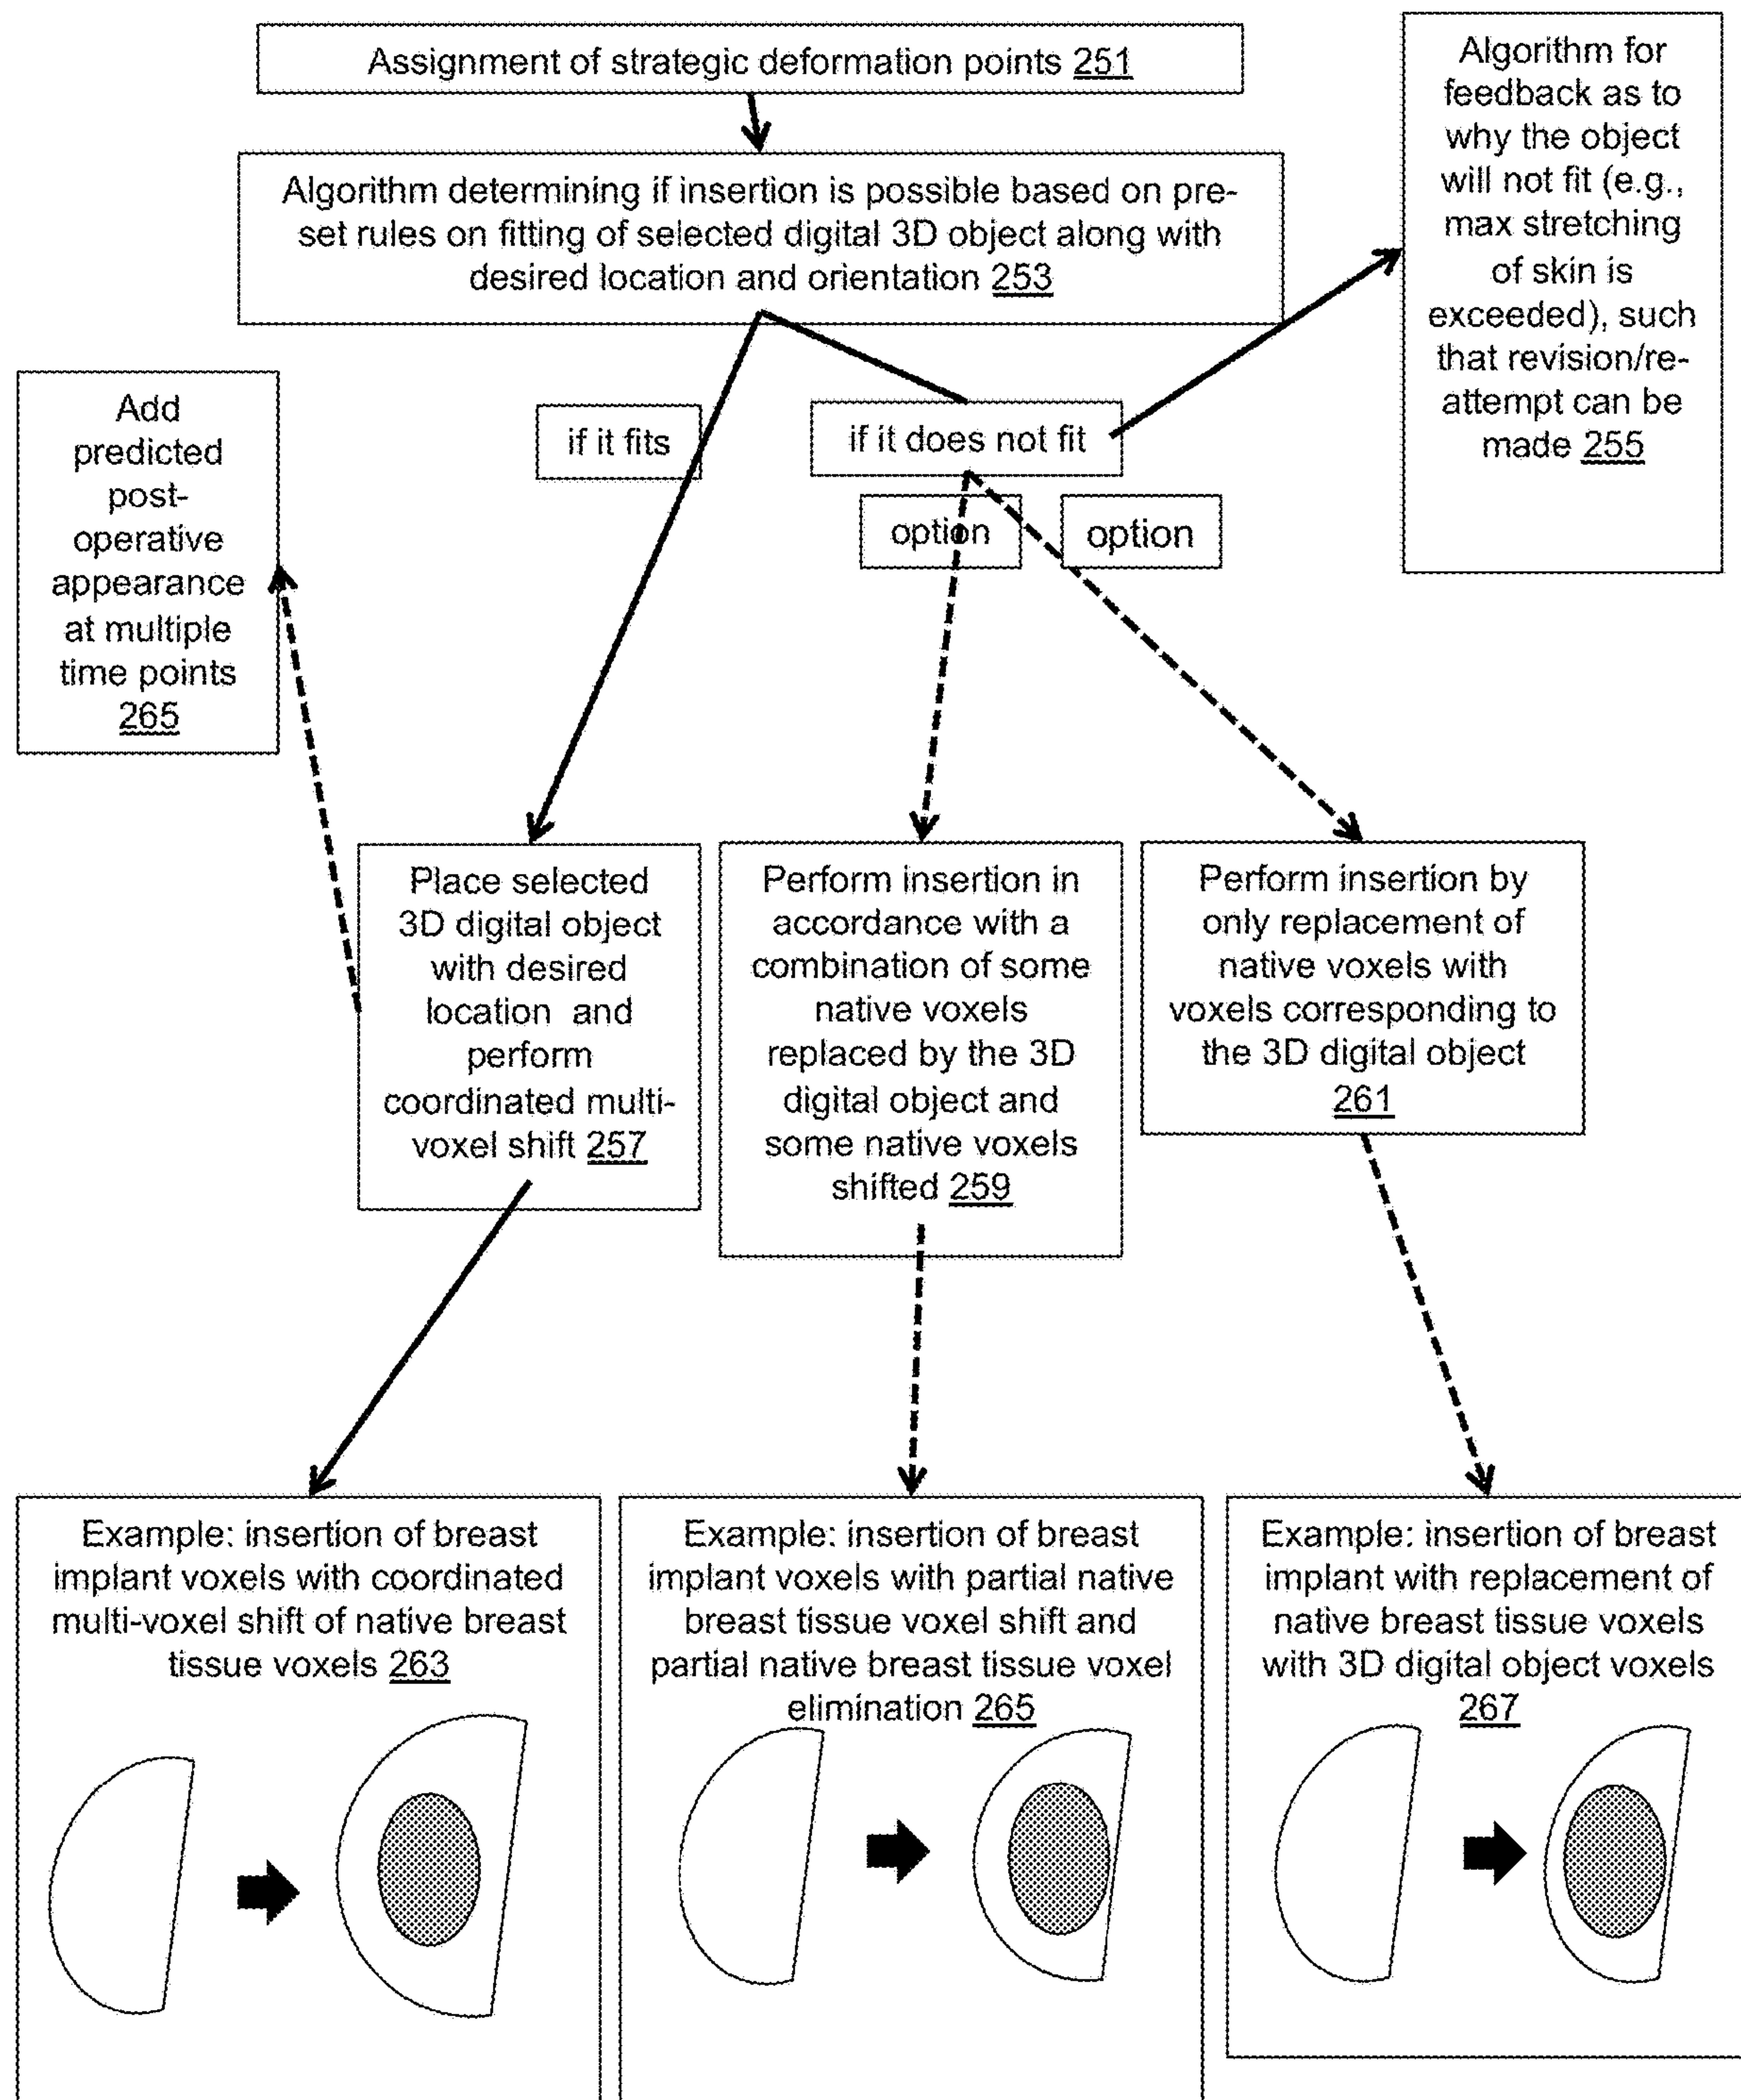 Assignment of strategic deformation points 251
Algorithm for
feedback as to
why the object
will not fit (e.g.,
max stretching
of skin is
exceeded), such
that revision/re-
attempt can be
made 255
Algorithm determining if insertion is possible based on pre-
set rules on fitting of selected digital 3D object along with
desired location and orientation 253
Add
predicted
post-
operative
appearance
at multiple
time points
265
if it fits
if it does not fit
option
option
Place selected
3D digital object
with desired
location and
perform
coordinated multi-
voxel shift 257
Perform insertion in
accordance with a
combination of some
native voxels
replaced by the 3D
digital object and
some native voxels
shifted 259
Perform insertion by
only replacement of
native voxels with
voxels corresponding to
the 3D digital object
261
Example: insertion of breast
implant voxels with coordinated
multi-voxel shift of native breast
tissue voxels 263
Example: insertion of breast
implant voxels with partial native
breast tissue voxel shift and
partial native breast tissue voxel
elimination 265
Example: insertion of breast
implant with replacement of
native breast tissue voxels
with 3D digital object voxels
267